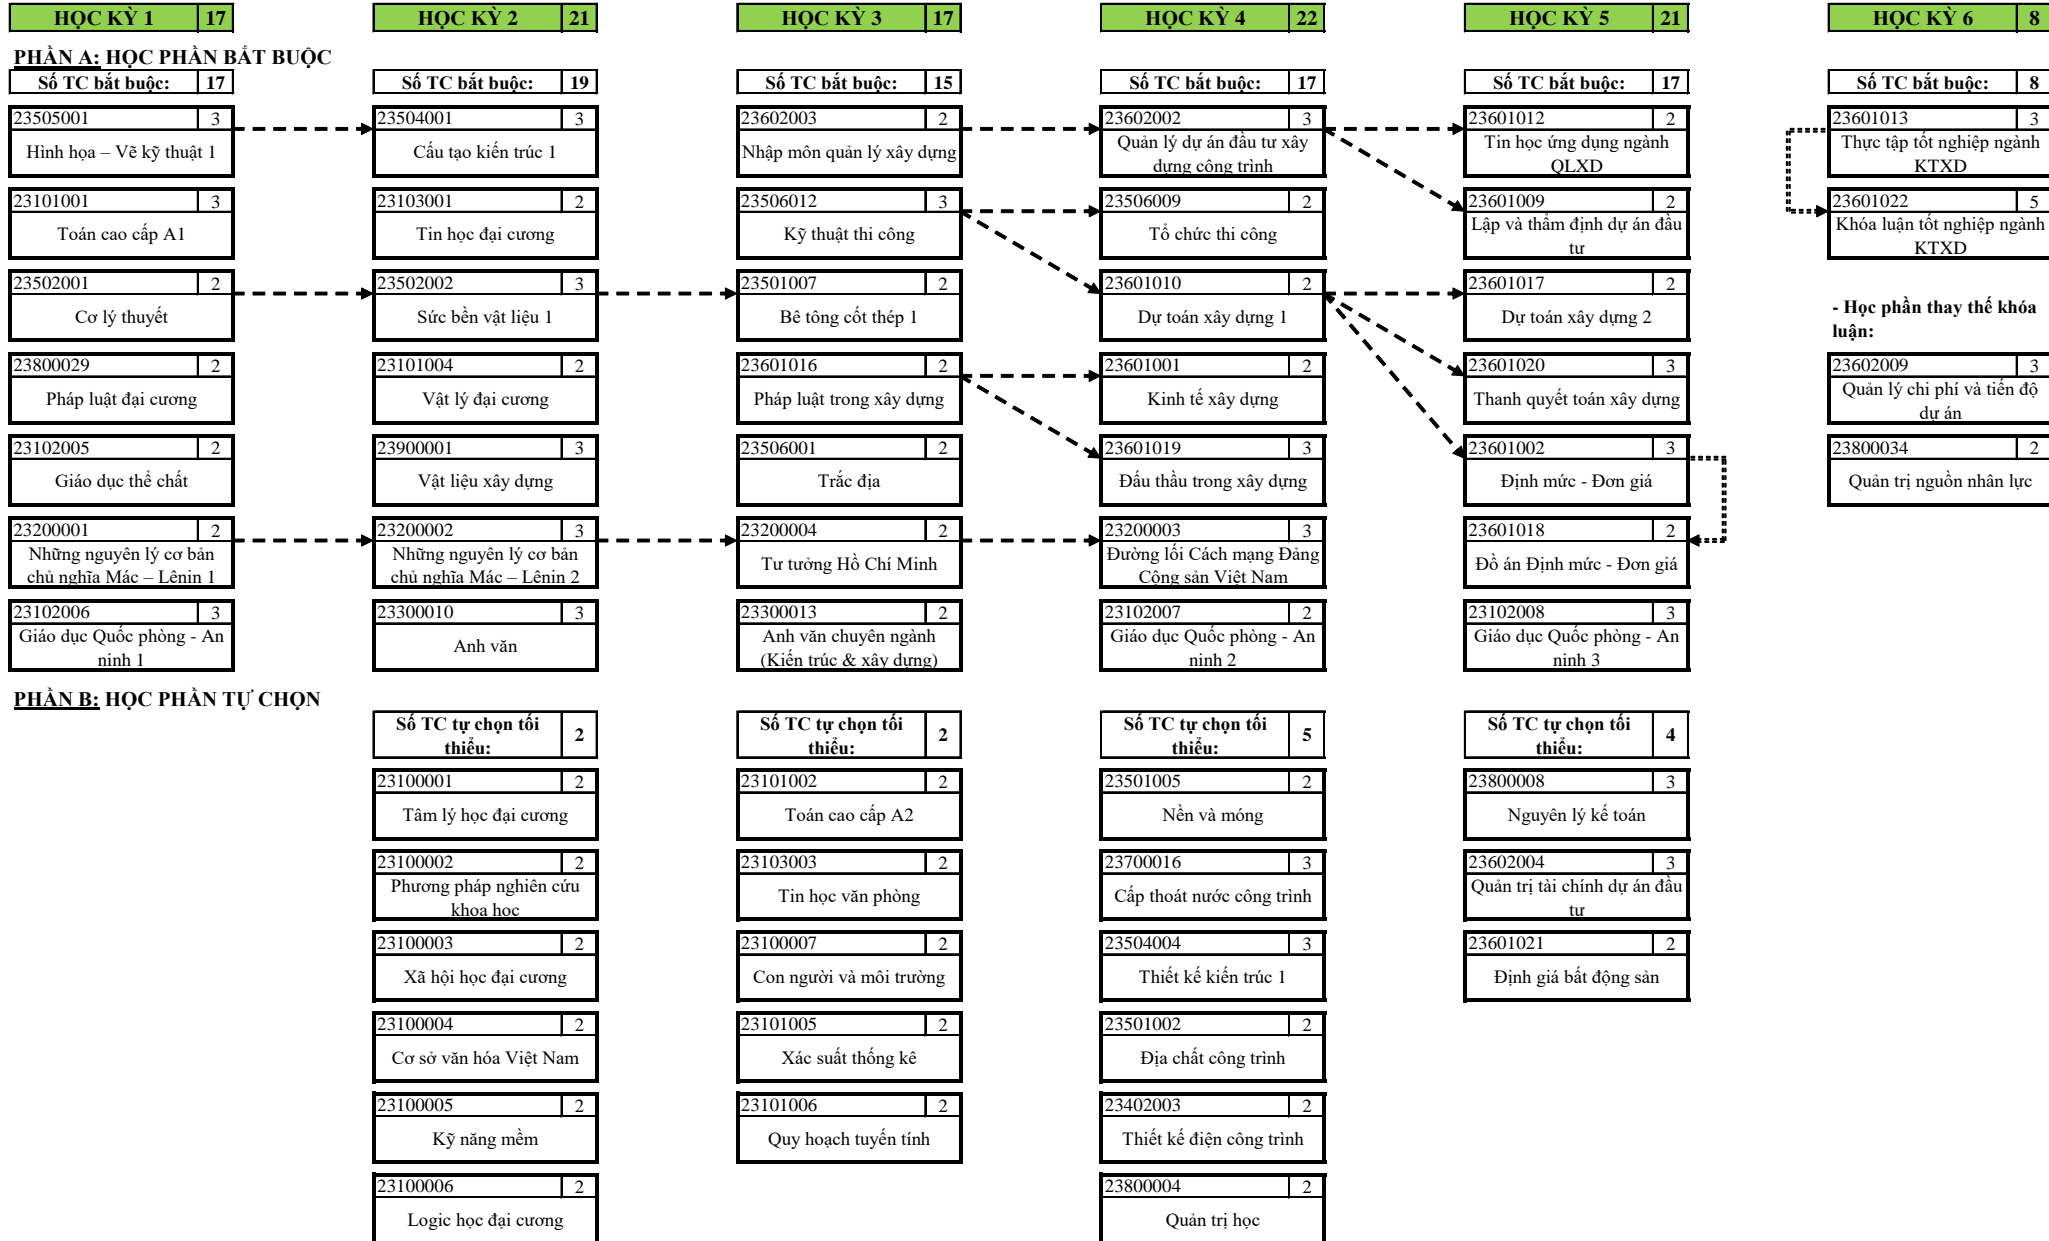 HỌC KỲ 1 17
HỌC KỲ 2 21
HỌC KỲ 3 17
HỌC KỲ 4 22
HỌC KỲ 5 21
HỌC KỲ 6 8
PHẦN A: HỌC PHẦN BẮT BUỘC
Số TC bắt buộc: 17
Số TC bắt buộc: 19
Số TC bắt buộc: 15
Số TC bắt buộc: 17
Số TC bắt buộc: 17
Số TC bắt buộc: 8
23505001 3
Hình họa – Vẽ kỹ thuật 1
23504001 3
Cấu tạo kiến trúc 1
23602003 2
Nhập môn quản lý xây dựng
23602002 3
Quản lý dự án đầu tư xây
dựng công trình
23601012 2
Tin học ứng dụng ngành
QLXD
23601013 3
Thực tập tốt nghiệp ngành
KTXD
23101001 3
Toán cao cấp A1
23103001 2
Tin học đại cương
23506012 3
Kỹ thuật thi công
23506009 2
Tổ chức thi công
23601009 2
Lập và thẩm định dự án đầu
tư
23601022 5
Khóa luận tốt nghiệp ngành
KTXD
23502001 2
Cơ lý thuyết
23502002 3
Sức bền vật liệu 1
23501007 2
Bê tông cốt thép 1
23601010 2
Dự toán xây dựng 1
23601017 2
Dự toán xây dựng 2
- Học phần thay thế khóa
luận:
23800029 2
Pháp luật đại cương
23101004 2
Vật lý đại cương
23601016 2
Pháp luật trong xây dựng
23601001 2
Kinh tế xây dựng
23601020 3
Thanh quyết toán xây dựng
23602009 3
Quản lý chi phí và tiến độ
dự án
23102005 2
Giáo dục thể chất
23900001 3
Vật liệu xây dựng
23506001 2
Trắc địa
23601019 3
Đấu thầu trong xây dựng
23601002 3
Định mức - Đơn giá
23800034 2
Quản trị nguồn nhân lực
23200001 2
Những nguyên lý cơ bản
chủ nghĩa Mác – Lênin 1
23200002 3
Những nguyên lý cơ bản
chủ nghĩa Mác – Lênin 2
23200004 2
Tư tưởng Hồ Chí Minh
23200003 3
Đường lối Cách mạng Đảng
Cộng sản Việt Nam
23601018 2
Đồ án Định mức - Đơn giá
23102006 3
Giáo dục Quốc phòng - An
ninh 1
23300010 3
Anh văn
23300013 2
Anh văn chuyên ngành
(Kiến trúc & xây dựng)
23102007 2
Giáo dục Quốc phòng - An
ninh 2
23102008 3
Giáo dục Quốc phòng - An
ninh 3
PHẦN B: HỌC PHẦN TỰ CHỌN
Số TC tự chọn tối
thiểu: 2
Số TC tự chọn tối
thiểu: 2
Số TC tự chọn tối
thiểu: 5
Số TC tự chọn tối
thiểu: 4
23100001 2
Tâm lý học đại cương
23101002 2
Toán cao cấp A2
23501005 2
Nền và móng
23800008 3
Nguyên lý kế toán
23100002 2
Phương pháp nghiên cứu
khoa học
23103003 2
Tin học văn phòng
23700016 3
Cấp thoát nước công trình
23602004 3
Quản trị tài chính dự án đầu
tư
23100003 2
Xã hội học đại cương
23100007 2
Con người và môi trường
23504004 3
Thiết kế kiến trúc 1
23601021 2
Định giá bất động sản
23100004 2
Cơ sở văn hóa Việt Nam
23101005 2
Xác suất thống kê
23501002 2
Địa chất công trình
23100005 2
Kỹ năng mềm
23101006 2
Quy hoạch tuyến tính
23402003 2
Thiết kế điện công trình
23100006 2
Logic học đại cương
23800004 2
Quản trị học